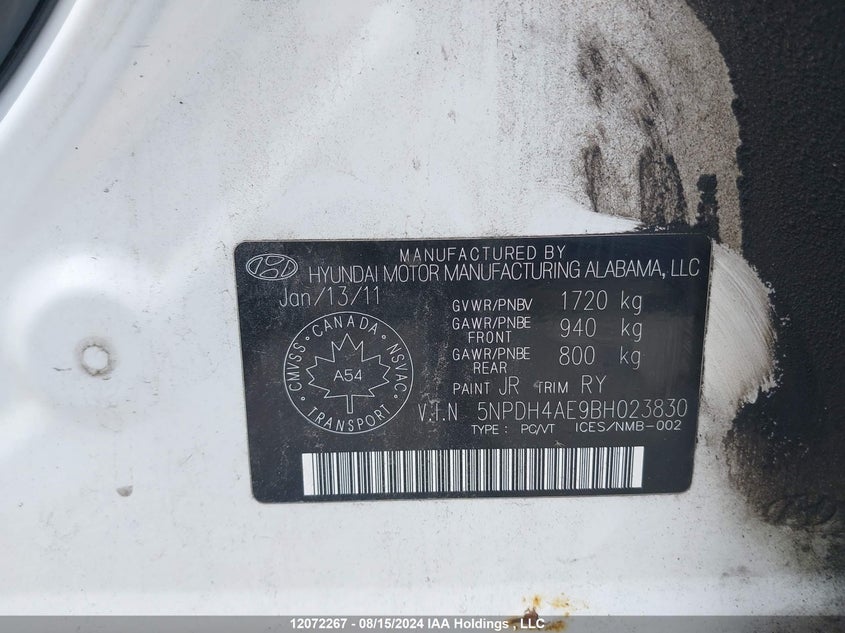 MANUFACTURED BY
HYUNDAI MOTOR MANUFACTURING ALABAMA, LLC
Jan/13/11
GVWR/PNBV 1720 kg
GAWR/PNBE FRONT 940 kg
GAWR/PNBE REAR 800 kg
PAINT JR TRIM RY
CMVSS · CANADA · NSVAC
A54
TRANSPORT
V.I.N 5NPDH4AE9BH023830
TYPE : PC/VT ICES/NMB-002
12072267 - 08/15/2024 IAA Holdings , LLC